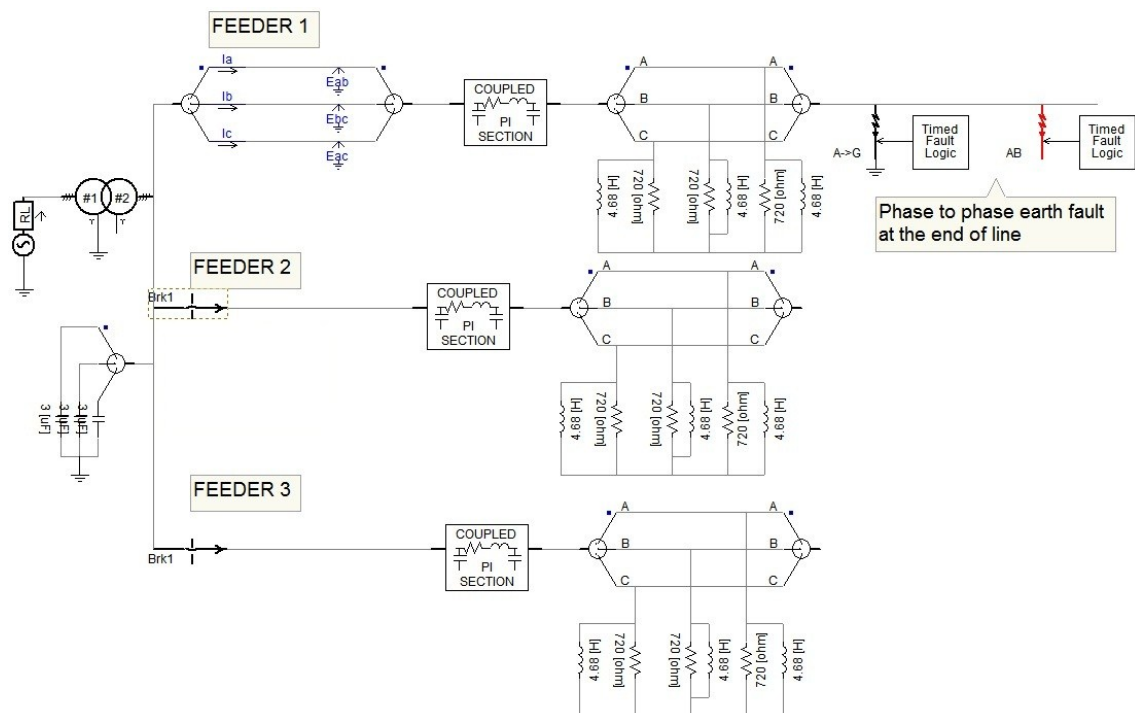 FEEDER 1
Ia
Ib
Ic
Eab
Ebc
Eac
COUPLED
PI
SECTION
A
B
C
A
B
C
4.68 [H]
720 [ohm]
720 [ohm]
4.68 [H]
720 [ohm]
4.68 [H]
A->G
Timed
Fault
Logic
AB
Timed
Fault
Logic
Phase to phase earth fault
at the end of line
RL
#1
#2
FEEDER 2
Brk1
COUPLED
PI
SECTION
A
B
C
A
B
C
4.68 [H]
720 [ohm]
720 [ohm]
4.68 [H]
720 [ohm]
4.68 [H]
3 [uF]
3 [uF]
3 [uF]
FEEDER 3
Brk1
COUPLED
PI
SECTION
A
B
C
A
B
C
4.68 [H]
720 [ohm]
720 [ohm]
4.68 [H]
720 [ohm]
4.68 [H]